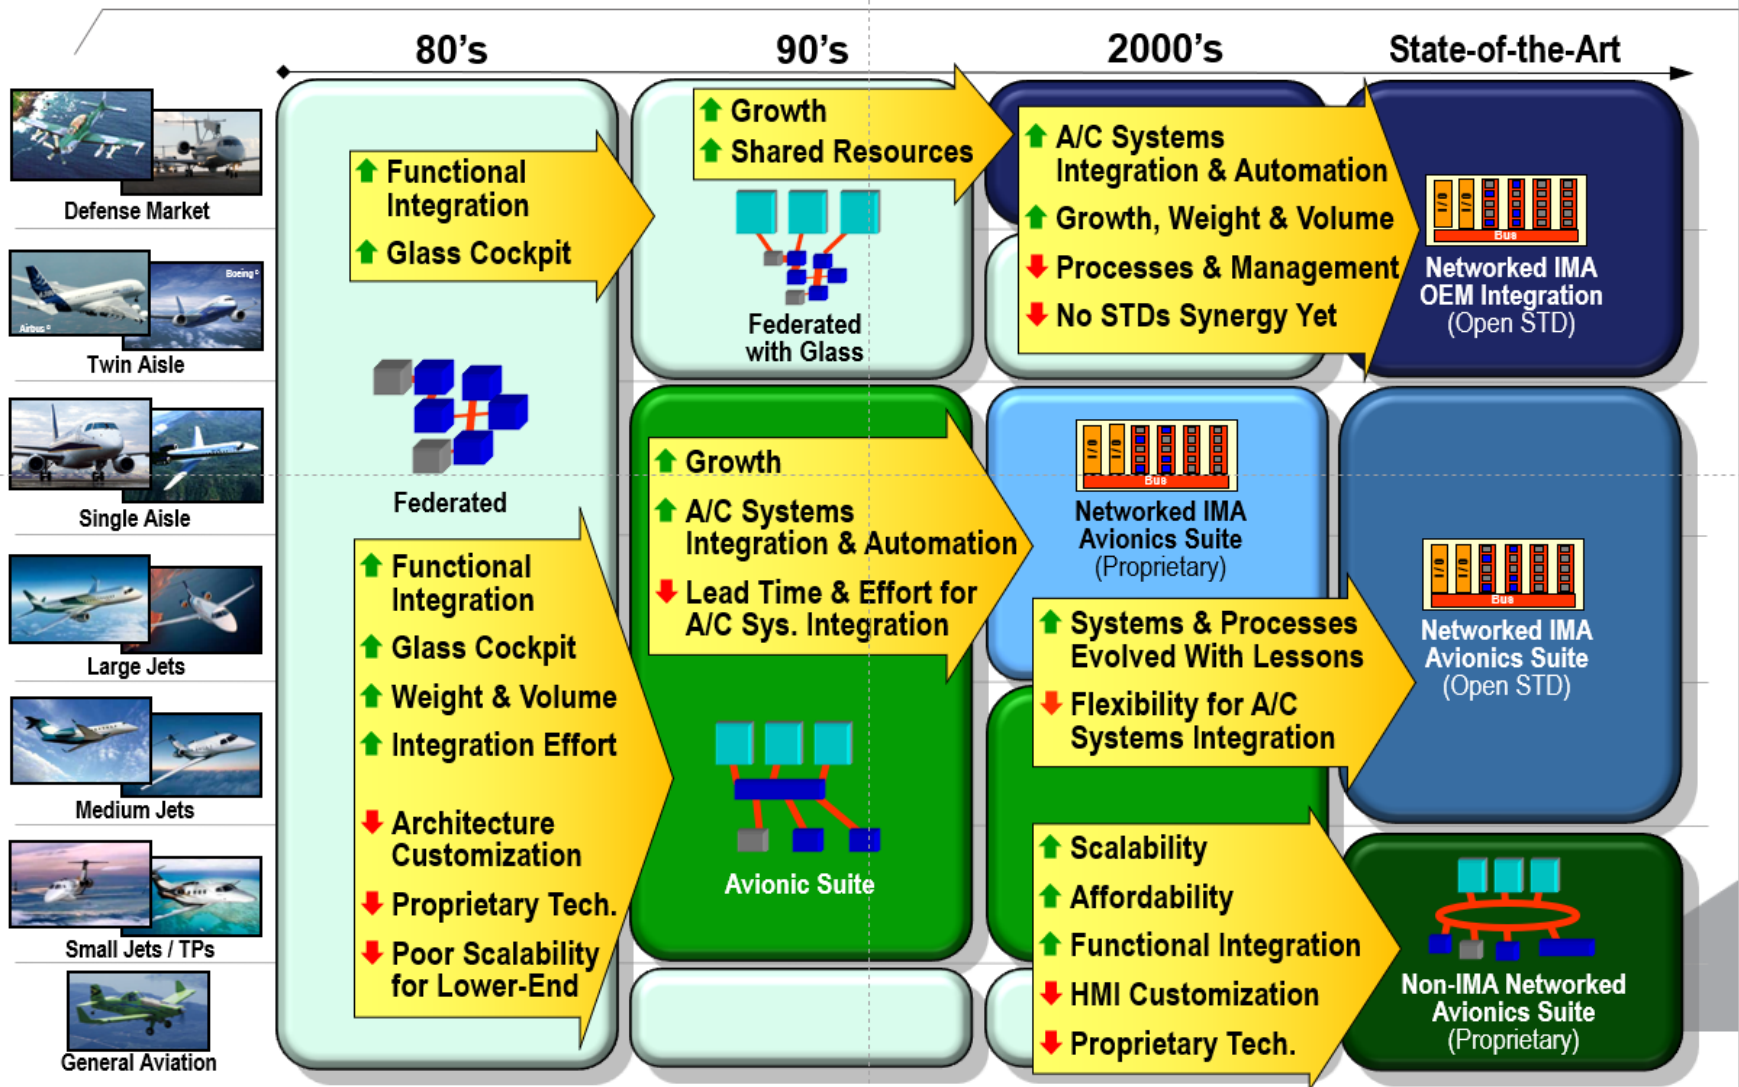 80's
90's
2000's
State-of-the-Art
Defense Market
Boeing ©
Airbus ©
Twin Aisle
Single Aisle
Large Jets
Medium Jets
Small Jets / TPs
General Aviation
Functional
Integration
Glass Cockpit
Federated
Functional
Integration
Glass Cockpit
Weight & Volume
Integration Effort
Architecture
Customization
Proprietary Tech.
Poor Scalability
for Lower-End
Growth
Shared Resources
Federated
with Glass
Growth
A/C Systems
Integration & Automation
Lead Time & Effort for
A/C Sys. Integration
Avionic Suite
A/C Systems
Integration & Automation
Growth, Weight & Volume
Processes & Management
No STDs Synergy Yet
I/O
I/O
Bus
Networked IMA
Avionics Suite
(Proprietary)
Systems & Processes
Evolved With Lessons
Flexibility for A/C
Systems Integration
Scalability
Affordability
Functional Integration
HMI Customization
Proprietary Tech.
I/O
I/O
Bus
Networked IMA
OEM Integration
(Open STD)
I/O
I/O
Bus
Networked IMA
Avionics Suite
(Open STD)
Non-IMA Networked
Avionics Suite
(Proprietary)